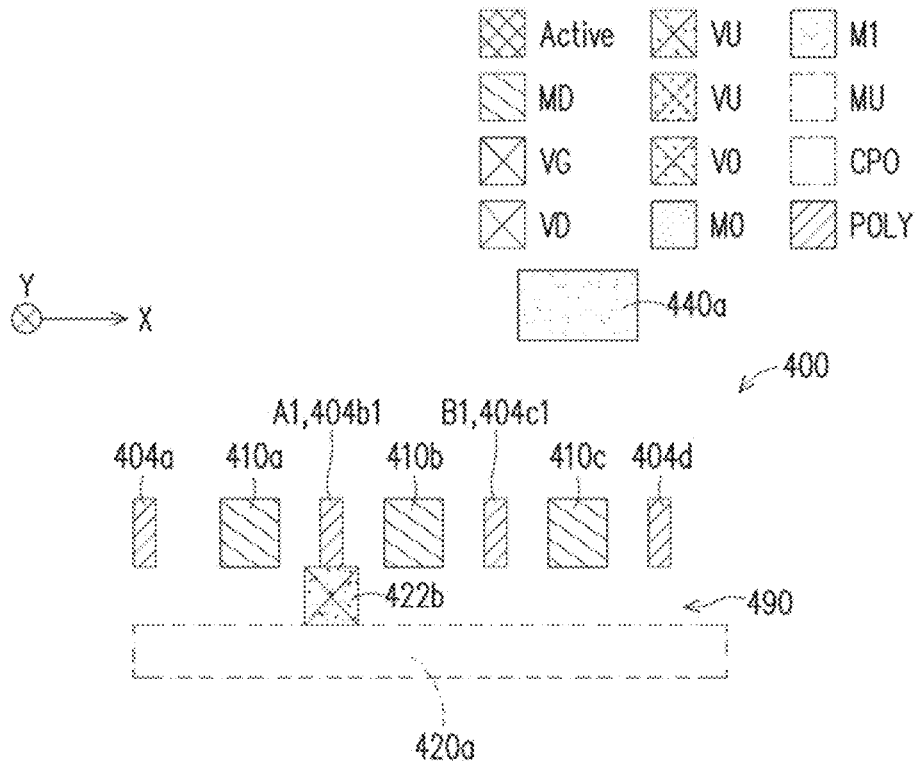 Active VU M1
MD VU MU
VG V0 CPO
VD M0 POLY
440a
Y
X
400
A1,404b1 B1,404c1
404a 410a 410b 410c 404d
422b 490
420a